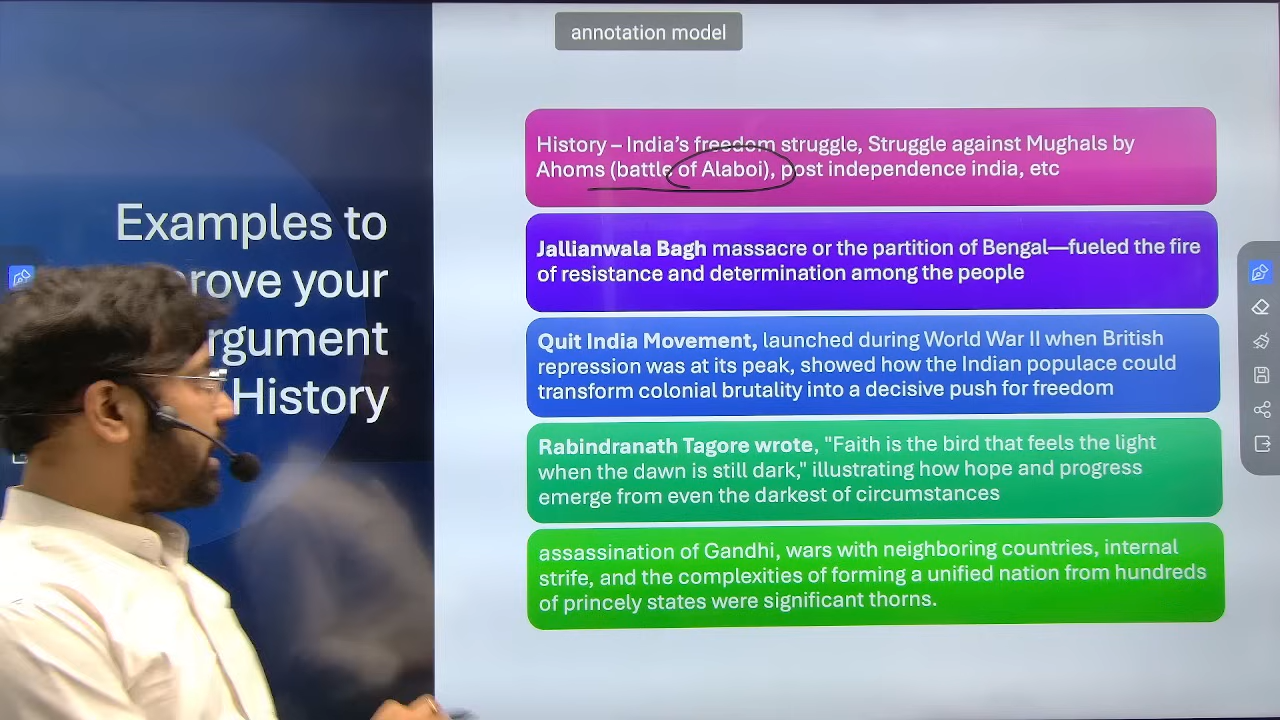 annotation model
Examples to
rove your
rgument
History
History – India's freedom struggle, Struggle against Mughals by
Ahoms (battle of Alaboi), post independence india, etc
Jallianwala Bagh massacre or the partition of Bengal—fueled the fire
of resistance and determination among the people
Quit India Movement, launched during World War II when British
repression was at its peak, showed how the Indian populace could
transform colonial brutality into a decisive push for freedom
Rabindranath Tagore wrote, "Faith is the bird that feels the light
when the dawn is still dark," illustrating how hope and progress
emerge from even the darkest of circumstances
assassination of Gandhi, wars with neighboring countries, internal
strife, and the complexities of forming a unified nation from hundreds
of princely states were significant thorns.